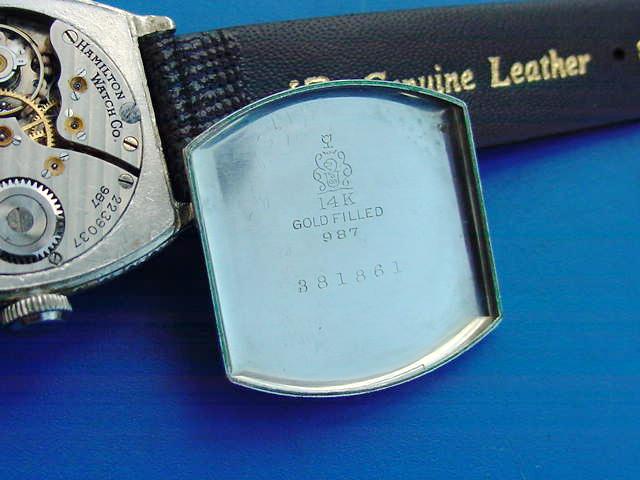 HAMILTON
WATCH CO.
2239037
987
Genuine Leather
14K
GOLD FILLED
987
381861